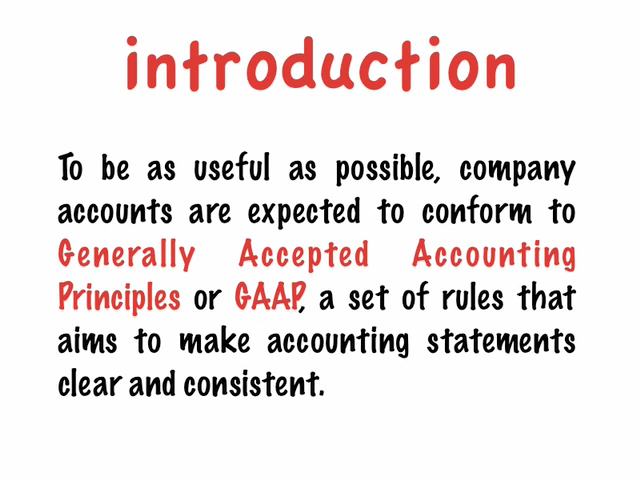 introduction
To be as useful as possible, company
accounts are expected to conform to
Generally Accepted Accounting
Principles or GAAP, a set of rules that
aims to make accounting statements
clear and consistent.